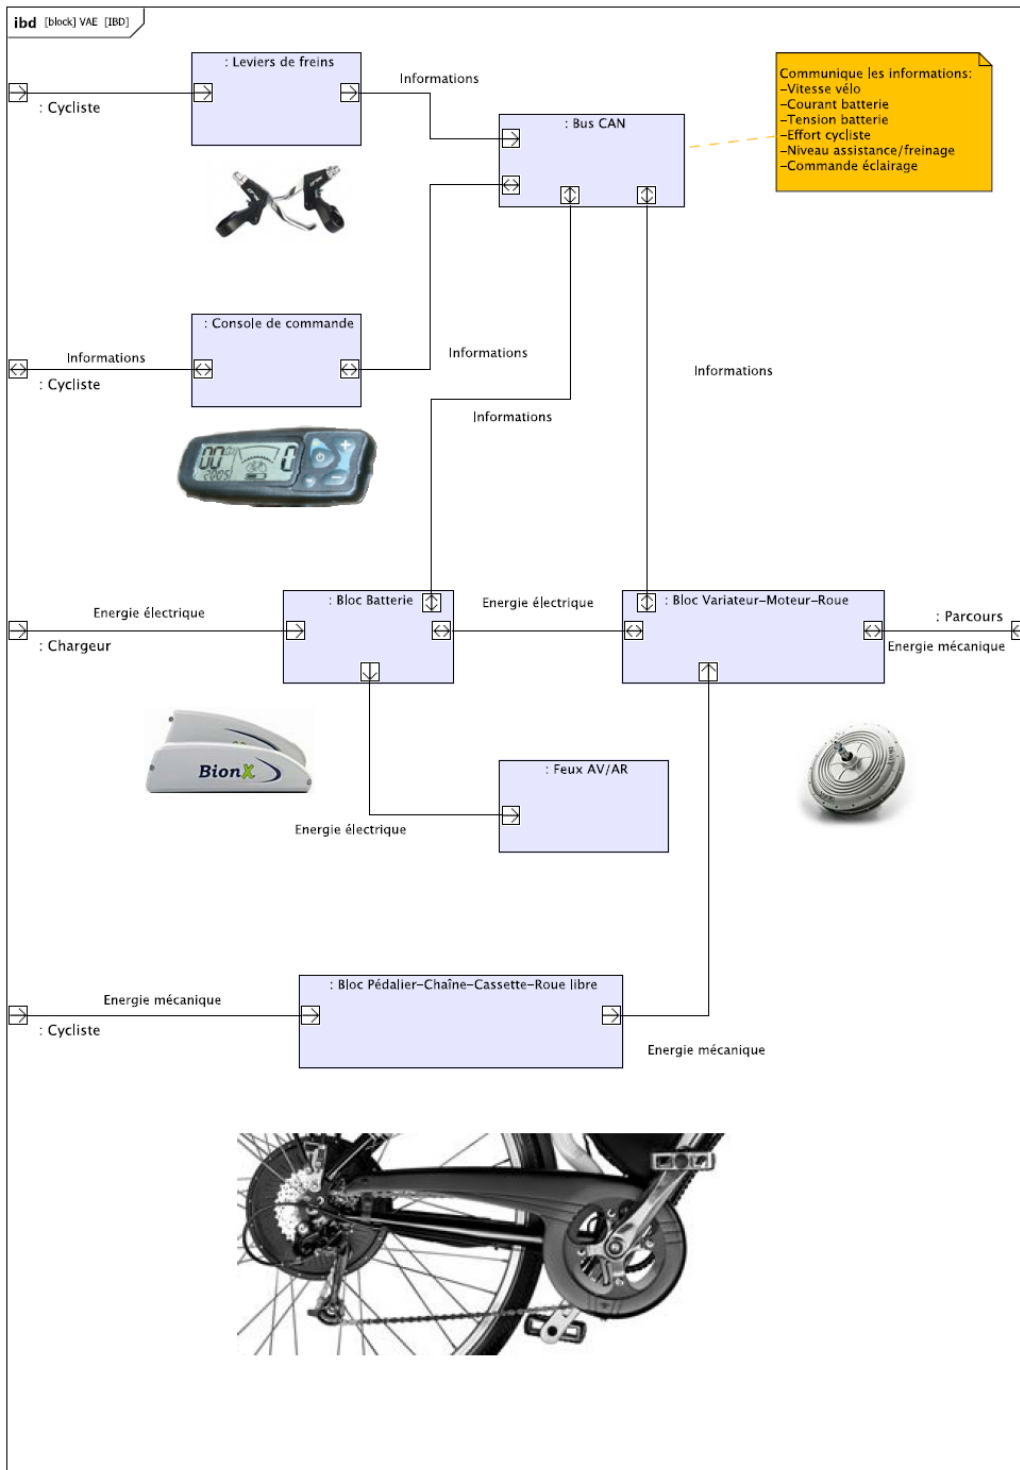 ibd [block] VAE [IBD]
: Leviers de freins
Informations
: Cycliste
: Bus CAN
Communique les informations:
–Vitesse vélo
–Courant batterie
–Tension batterie
–Effort cycliste
–Niveau assistance/freinage
–Commande éclairage
: Console de commande
Informations
: Cycliste
Informations
Informations
Informations
: Bloc Batterie
Energie électrique
: Chargeur
Energie électrique
: Bloc Variateur–Moteur–Roue
: Parcours
Energie mécanique
BionX
: Feux AV/AR
Energie électrique
: Bloc Pédalier–Chaîne–Cassette–Roue libre
Energie mécanique
: Cycliste
Energie mécanique